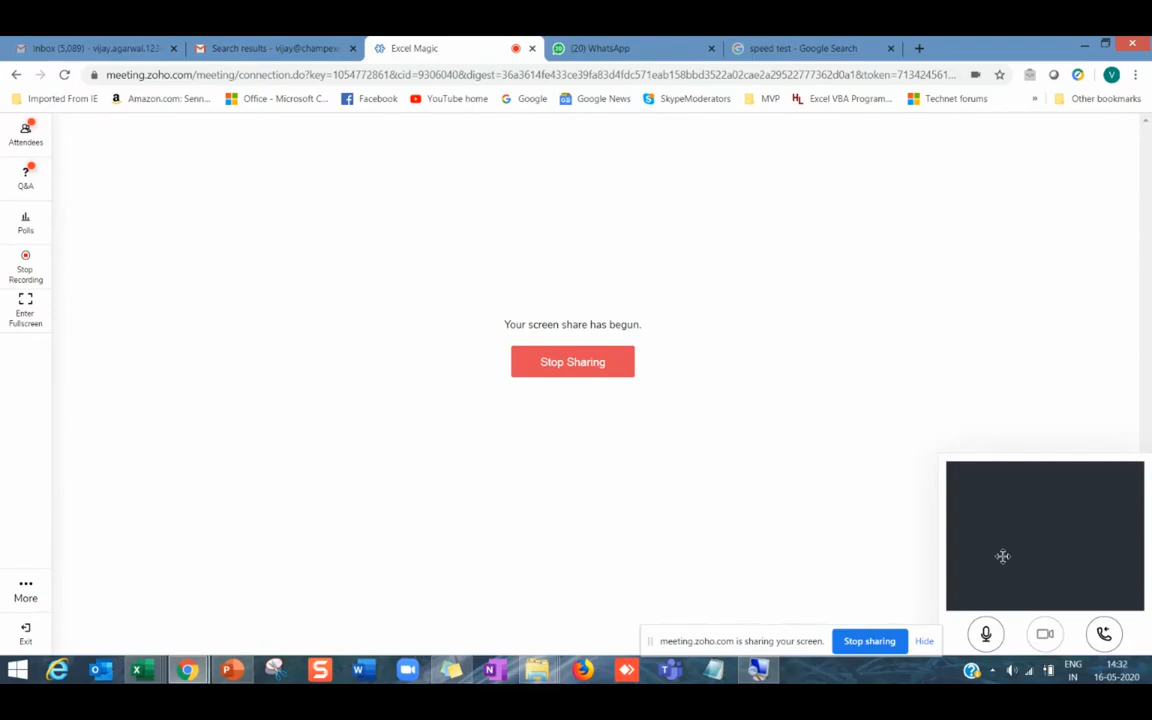 Inbox (5,089) - vijay.agarwal.123
Search results - vijay@champex
Excel Magic
(20) WhatsApp
speed test - Google Search
meeting.zoho.com/meeting/connection.do?key=1054772861&cid=9306040&digest=36a3614fe433ce39fa83d4fdc571eab158bbd3522a02cae2a29522777362d0a1&token=713424561...
Imported From IE
Amazon.com: Senn...
Office - Microsoft C...
Facebook
YouTube home
Google
Google News
SkypeModerators
MVP
Excel VBA Program...
Technet forums
»
Other bookmarks
Attendees
Q&A
Polls
Stop
Recording
Enter
Fullscreen
Your screen share has begun.
Stop Sharing
More
Exit
meeting.zoho.com is sharing your screen.
Stop sharing
Hide
ENG
IN
14:32
16-05-2020